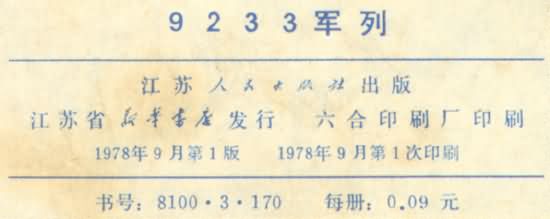 9233军列
江苏人民出版社出版
江苏省新华书店发行 六合印刷厂印刷
1978年9月第1版 1978年9月第1次印刷
书号: 8100·3·170 每册: 0.09 元